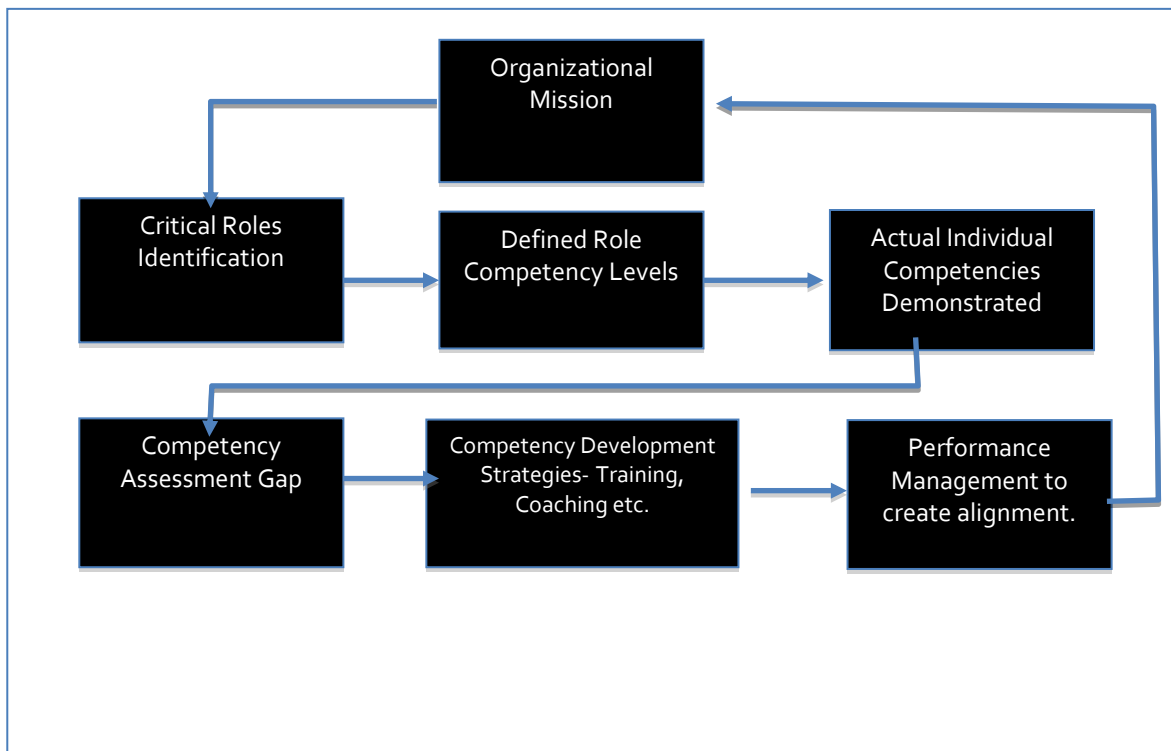 Organizational
Mission
Critical Roles
Identification
Defined Role
Competency Levels
Actual Individual
Competencies
Demonstrated
Competency
Assessment Gap
Competency Development
Strategies- Training,
Coaching etc.
Performance
Management to
create alignment.